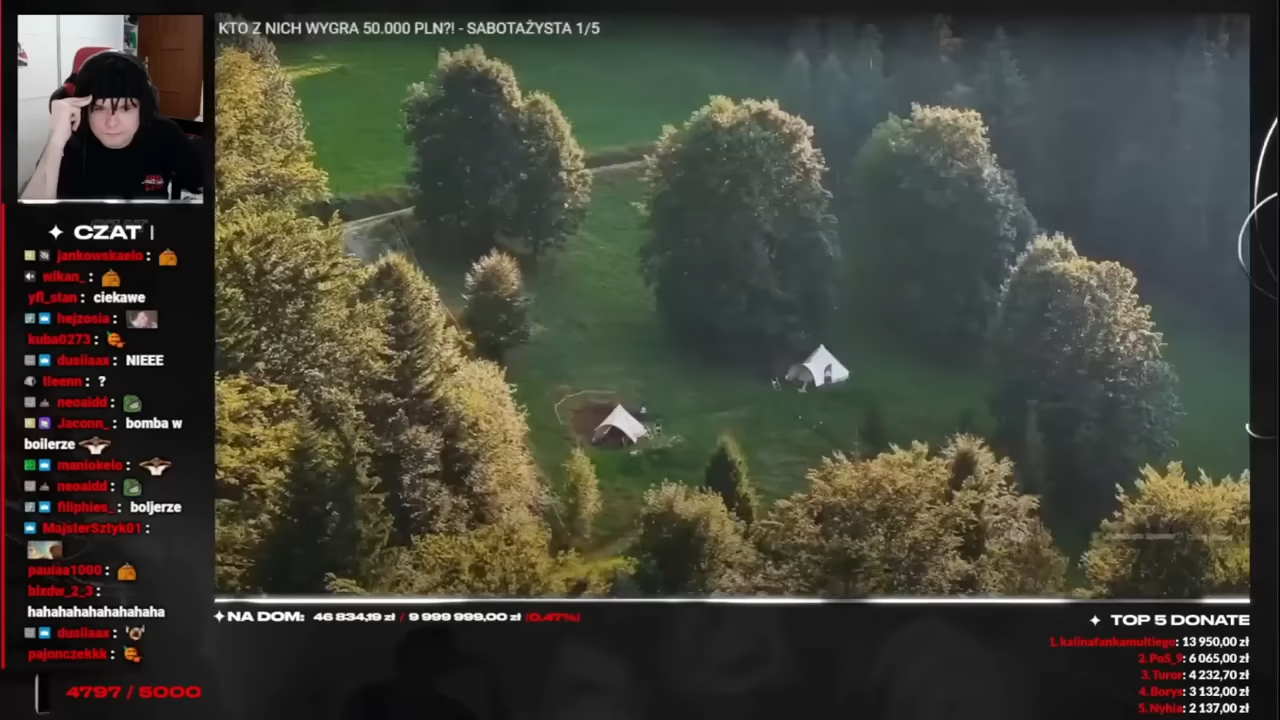 KTO Z NICH WYGRA 50.000 PLN?! - SABOTAŻYSTA 1/5
CZAT
jankowskaelo :
wikan_ :
yfl_stan : ciekawe
hejzosia :
kuba0273 :
dusiiaax : NIEEE
tleenn : ?
neoaidd :
Jaconn_ : bomba w
boilerze
maniokelo :
neoaidd :
filiphies_ : boljerze
MajsterSztyk01 :
paulaa1000 :
blxdw_2_3 :
hahahahahahahahaha
dusiiaax :
pajonczekkk :
4797 / 5000
NA DOM: 46 834,19 zł / 9 999 999,00 zł (0.47%)
TOP 5 DONATE
1. kalinafankamultiego: 13 950,00 zł
2. PoS_9: 6 065,00 zł
3. Turor: 4 232,70 zł
4. Borys: 3 132,00 zł
5. Nyhia: 2 137,00 zł